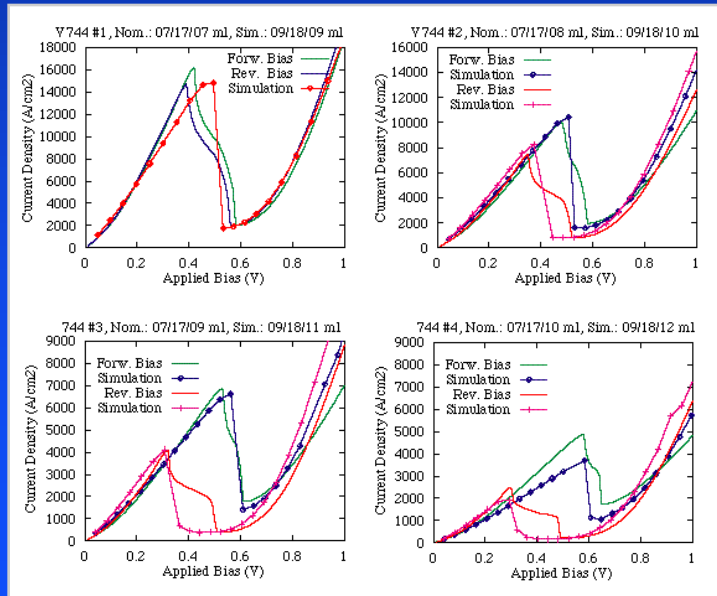 V744 #1, Nom.: 07/17/07 ml, Sim.: 09/18/09 ml
Current Density (A/cm2)
18000
16000
14000
12000
10000
8000
6000
4000
2000
0
Forw. Bias
Rev. Bias
Simulation
0 0.2 0.4 0.6 0.8 1
Applied Bias (V)
V744 #2, Nom.: 07/17/08 ml, Sim.: 09/18/10 ml
Current Density (A/cm2)
16000
14000
12000
10000
8000
6000
4000
2000
0
Forw. Bias
Simulation
Rev. Bias
Simulation
0 0.2 0.4 0.6 0.8 1
Applied Bias (V)
744 #3, Nom.: 07/17/09 ml, Sim.: 09/18/11 ml
Current Density (A/cm2)
9000
8000
7000
6000
5000
4000
3000
2000
1000
0
Forw. Bias
Simulation
Rev. Bias
Simulation
0 0.2 0.4 0.6 0.8 1
Applied Bias (V)
744 #4, Nom.: 07/17/10 ml, Sim.: 09/18/12 ml
Current Density (A/cm2)
9000
8000
7000
6000
5000
4000
3000
2000
1000
0
Forw. Bias
Simulation
Rev. Bias
Simulation
0 0.2 0.4 0.6 0.8 1
Applied Bias (V)